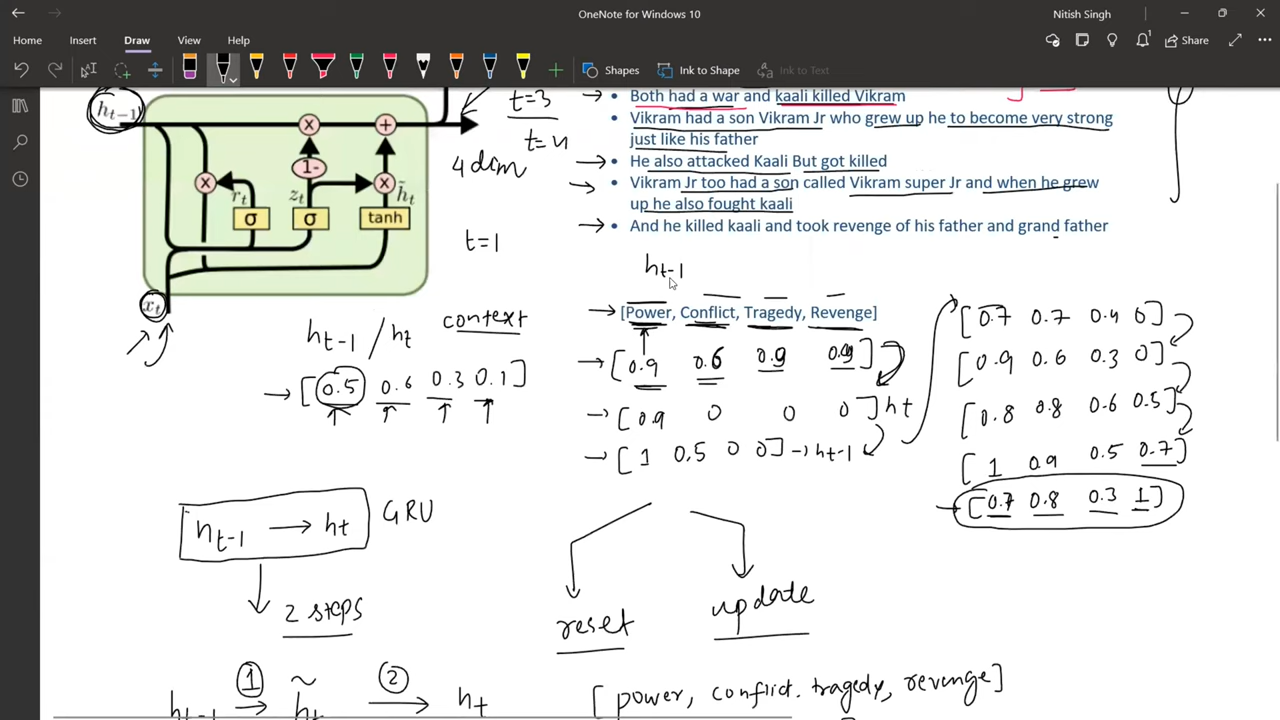 OneNote for Windows 10
Nitish Singh
Home Insert Draw View Help
Share
Shapes Ink to Shape Ink to Text
h t-1
t=3
t=n
4 dim
t=1
r t
z t
h̃ t
x
+
1-
x
x
σ σ tanh
x t
• Both had a war and kaali killed Vikram
• Vikram had a son Vikram Jr who grew up he to become very strong
just like his father
• He also attacked Kaali But got killed
• Vikram Jr too had a son called Vikram super Jr and when he grew
up he also fought kaali
• And he killed kaali and took revenge of his father and grand father
ht-1
[Power, Conflict, Tragedy, Revenge]
ht-1 / ht context
[0.5 0.6 0.3 0.1]
[0.9 0.6 0.9 0.9]
[0.9 0 0 0] ht
[1 0.5 0 0] → ht-1
[0.7 0.7 0.4 0]
[0.9 0.6 0.3 0]
[0.8 0.8 0.6 0.5]
[1 0.9 0.5 0.7]
[0.7 0.8 0.3 1]
ht-1 → ht GRU
2 steps
reset update
ht-1 ① → h̃t ② → ht
[power, conflict. tragedy, revenge]